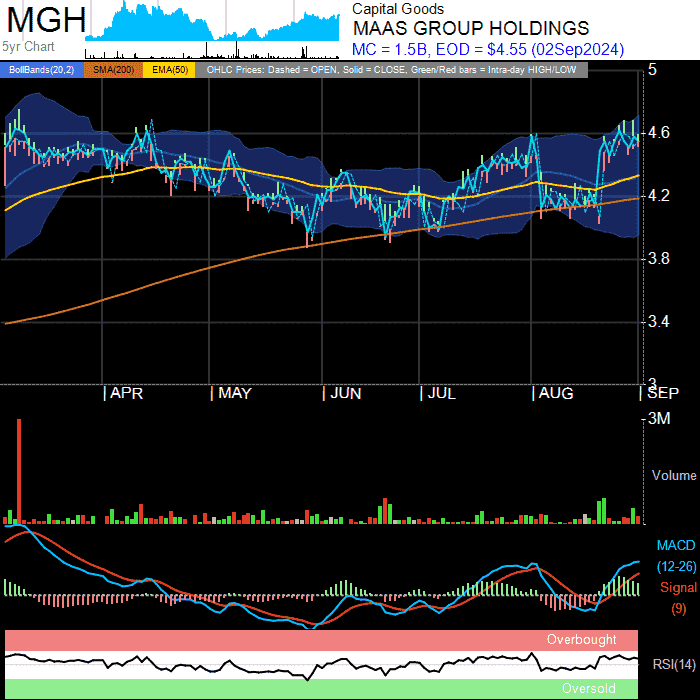 MGH
5yr Chart
Capital Goods
MAAS GROUP HOLDINGS
MC = 1.5B, EOD = $4.55 (02Sep2024)
BollBands(20,2) SMA(200) EMA(50) OHLC Prices: Dashed = OPEN, Solid = CLOSE, Green/Red bars = Intra-day HIGH/LOW
5
4.6
4.2
3.8
3.4
3
| APR | MAY | JUN | JUL | AUG | SEP
3M
Volume
MACD
(12-26)
Signal
(9)
Overbought
RSI(14)
Oversold